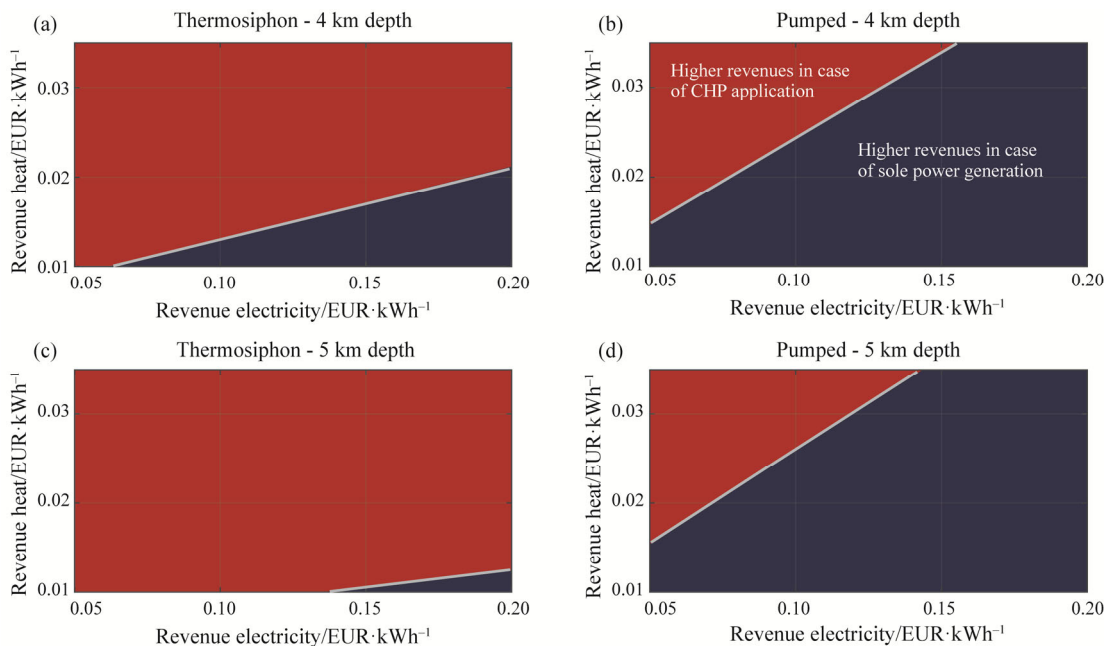 (a) Thermosiphon - 4 km depth
Revenue heat/EUR·kWh⁻¹
0.03
0.02
0.01
0.05 0.10 0.15 0.20
Revenue electricity/EUR·kWh⁻¹
(b) Pumped - 4 km depth
Revenue heat/EUR·kWh⁻¹
0.03
0.02
0.01
Higher revenues in case
of CHP application
Higher revenues in case
of sole power generation
0.05 0.10 0.15 0.20
Revenue electricity/EUR·kWh⁻¹
(c) Thermosiphon - 5 km depth
Revenue heat/EUR·kWh⁻¹
0.03
0.02
0.01
0.05 0.10 0.15 0.20
Revenue electricity/EUR·kWh⁻¹
(d) Pumped - 5 km depth
Revenue heat/EUR·kWh⁻¹
0.03
0.02
0.01
0.05 0.10 0.15 0.20
Revenue electricity/EUR·kWh⁻¹